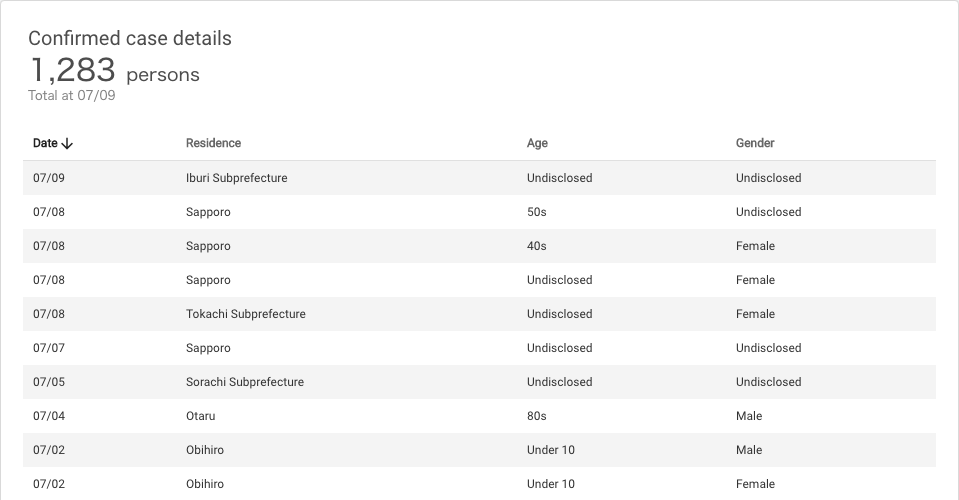 Confirmed case details
1,283 persons
Total at 07/09
Date Residence Age Gender
07/09 Iburi Subprefecture Undisclosed Undisclosed
07/08 Sapporo 50s Undisclosed
07/08 Sapporo 40s Female
07/08 Sapporo Undisclosed Female
07/08 Tokachi Subprefecture Undisclosed Female
07/07 Sapporo Undisclosed Undisclosed
07/05 Sorachi Subprefecture Undisclosed Undisclosed
07/04 Otaru 80s Male
07/02 Obihiro Under 10 Male
07/02 Obihiro Under 10 Female